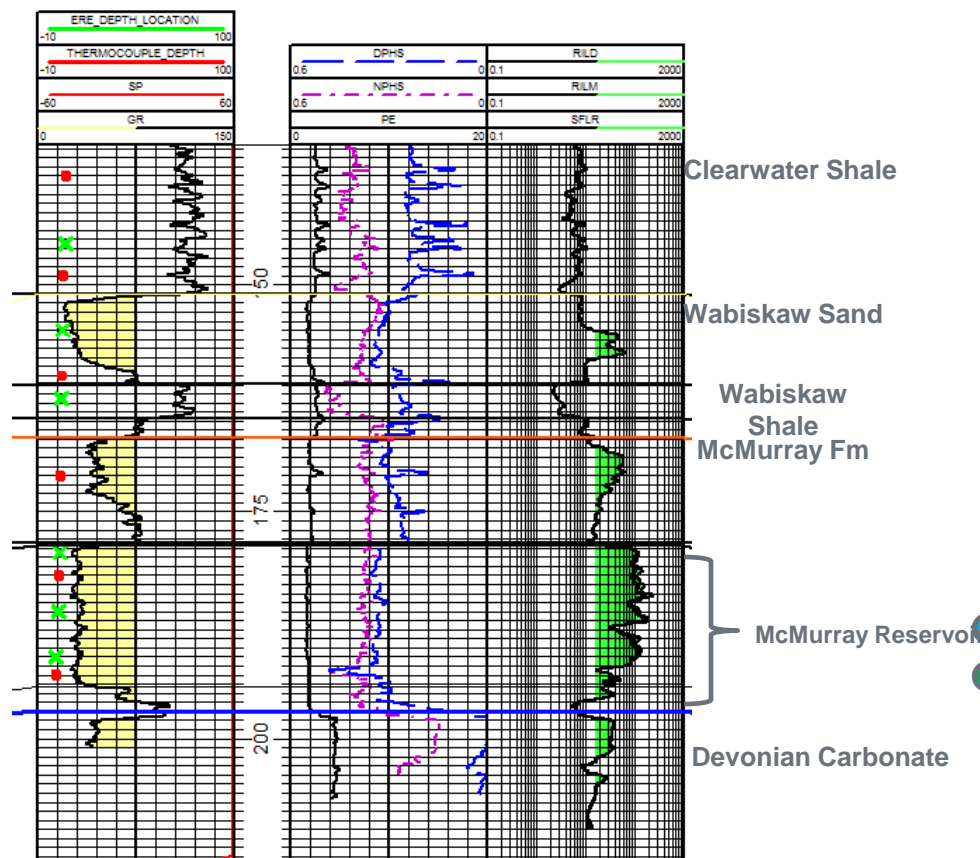 ERE_DEPTH_LOCATION
-10 100
THERMOCOUPLE_DEPTH
-10 100
SP
-60 60
GR
0 150
DPHS
0.6 0
NPHS
0.6 0
PE
0 20
RILD
0.1 2000
RILM
0.1 2000
SFLR
0.1 2000
Clearwater Shale
Wabiskaw Sand
Wabiskaw
Shale
McMurray Fm
175
McMurray Reservoi
200
Devonian Carbonate